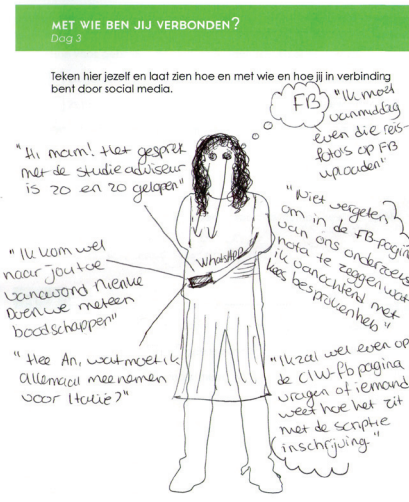 MET WIE BEN JIJ VERBONDEN?
Dag 3
Teken hier jezelf en laat zien hoe en met wie en hoe jij in verbinding
bent door social media.
FB
"Ik moet
vanmiddag
even die reis-
foto's op FB
uploaden"
"Hi mam! Het gesprek
met de studieadviseur
is zo en zo gelopen"
"Niet vergeten
om in de FB-pagina
van ons onderzoeks
nota te zeggen wat
ik vanochtend met
Kees besproken heb"
WhatsApp
"Ik kom wel
naar jou toe
vanavond Nienke
Doen we meteen
boodschappen"
"Hee An, wat moet ik
allemaal meenemen
voor Italië?"
"Ik zal wel even op
de CIW-fb pagina
vragen of iemand
weet hoe het zit
met de scriptie
inschrijving."